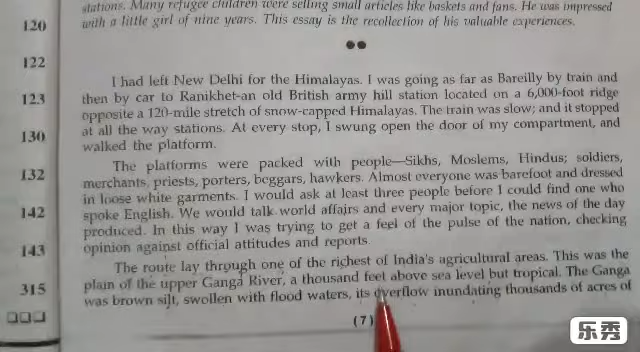 stations. Many refugee children were selling small articles like baskets and fans. He was impressed
with a little girl of nine years. This essay is the recollection of his valuable experiences.
120
122
123
130
132
142
143
315
I had left New Delhi for the Himalayas. I was going as far as Bareilly by train and
then by car to Ranikhet-an old British army hill station located on a 6,000-foot ridge
opposite a 120-mile stretch of snow-capped Himalayas. The train was slow; and it stopped
at all the way stations. At every stop, I swung open the door of my compartment, and
walked the platform.
The platforms were packed with people—Sikhs, Moslems, Hindus; soldiers,
merchants, priests, porters, beggars, hawkers. Almost everyone was barefoot and dressed
in loose white garments. I would ask at least three people before I could find one who
spoke English. We would talk world affairs and every major topic, the news of the day
produced. In this way I was trying to get a feel of the pulse of the nation, checking
opinion against official attitudes and reports
The route lay through one of the richest of India's agricultural areas. This was the
plain of the upper Ganga River, a thousand feet above sea level but tropical. The Ganga
was brown silt, swollen with flood waters, its overflow inundating thousands of acres of
(7)
乐秀